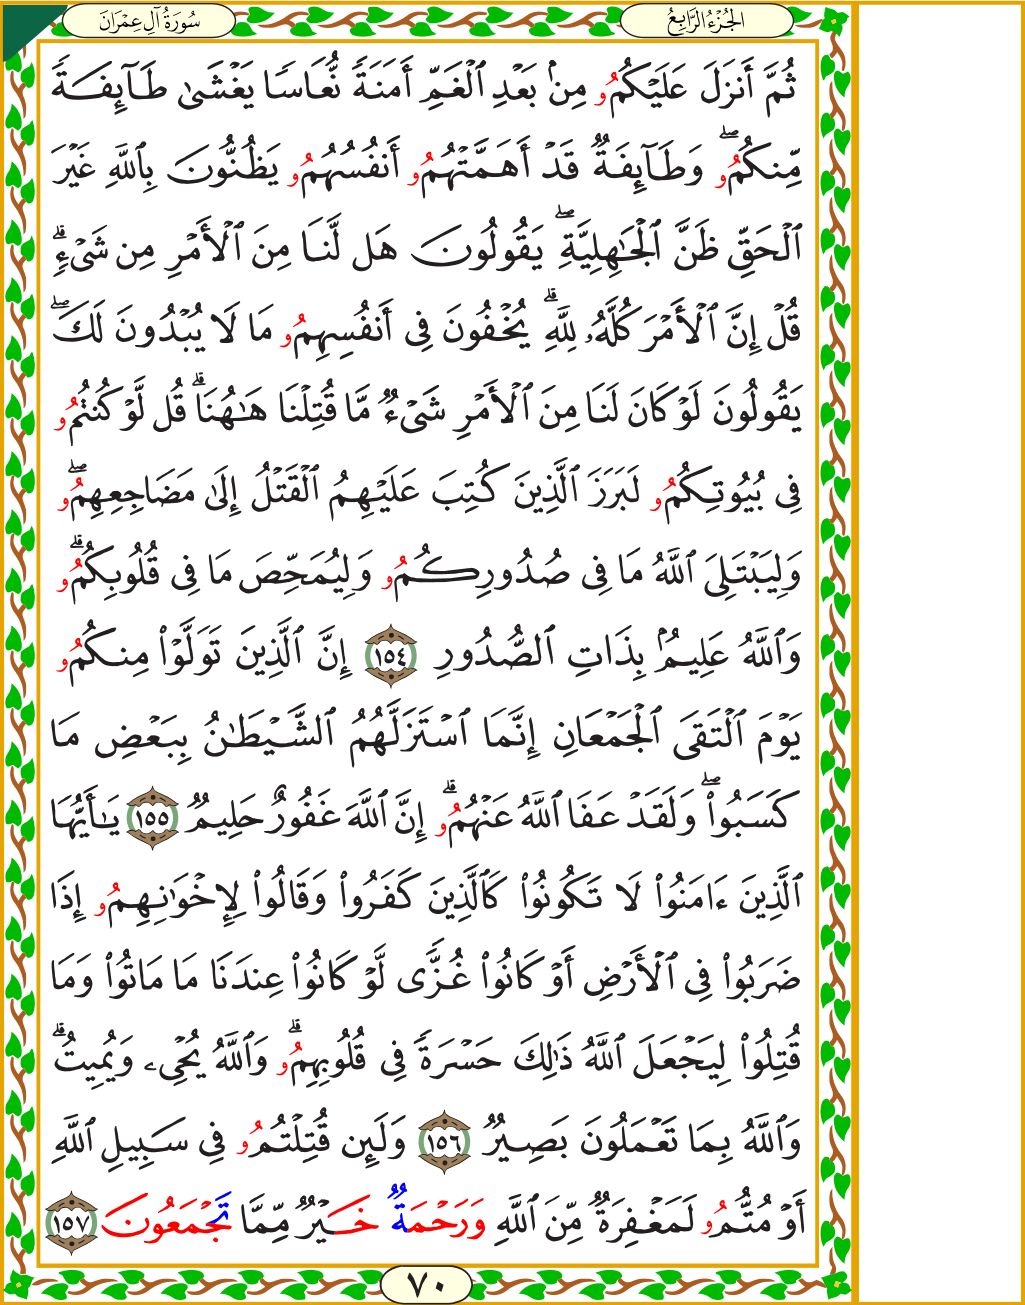 سُورَةُ آلِ عِمْرَانَ
الجُزْءُ الرَّابِعُ
ثُمَّ أَنزَلَ عَلَيْكُمُۥ مِنۢ بَعْدِ ٱلْغَمِّ أَمَنَةً نُّعَاسًا يَغْشَىٰ طَآئِفَةً
مِّنكُمُۥۖ وَطَآئِفَةٌ قَدْ أَهَمَّتْهُمُۥ أَنفُسُهُمُۥ يَظُنُّونَ بِٱللَّهِ غَيْرَ
ٱلْحَقِّ ظَنَّ ٱلْجَٰهِلِيَّةِۖ يَقُولُونَ هَل لَّنَا مِنَ ٱلْأَمْرِ مِن شَىْءٍۗ
قُلْ إِنَّ ٱلْأَمْرَ كُلَّهُۥ لِلَّهِۗ يُخْفُونَ فِى أَنفُسِهِمُۥ مَا لَا يُبْدُونَ لَكَۖ
يَقُولُونَ لَوْ كَانَ لَنَا مِنَ ٱلْأَمْرِ شَىْءٌ مَّا قُتِلْنَا هَٰهُنَاۗ قُل لَّوْ كُنتُمُۥ
فِى بُيُوتِكُمُۥ لَبَرَزَ ٱلَّذِينَ كُتِبَ عَلَيْهِمُ ٱلْقَتْلُ إِلَىٰ مَضَاجِعِهِمُۥۖ
وَلِيَبْتَلِىَ ٱللَّهُ مَا فِى صُدُورِكُمُۥ وَلِيُمَحِّصَ مَا فِى قُلُوبِكُمُۥۗ
وَٱللَّهُ عَلِيمٌۢ بِذَاتِ ٱلصُّدُورِ ١٥٤ إِنَّ ٱلَّذِينَ تَوَلَّوْا۟ مِنكُمُۥ
يَوْمَ ٱلْتَقَى ٱلْجَمْعَانِ إِنَّمَا ٱسْتَزَلَّهُمُ ٱلشَّيْطَٰنُ بِبَعْضِ مَا
كَسَبُوا۟ۖ وَلَقَدْ عَفَا ٱللَّهُ عَنْهُمُۥۗ إِنَّ ٱللَّهَ غَفُورٌ حَلِيمٌ ١٥٥ يَٰٓأَيُّهَا
ٱلَّذِينَ ءَامَنُوا۟ لَا تَكُونُوا۟ كَٱلَّذِينَ كَفَرُوا۟ وَقَالُوا۟ لِإِخْوَٰنِهِمُۥ إِذَا
ضَرَبُوا۟ فِى ٱلْأَرْضِ أَوْ كَانُوا۟ غُزًّى لَّوْ كَانُوا۟ عِندَنَا مَا مَاتُوا۟ وَمَا
قُتِلُوا۟ لِيَجْعَلَ ٱللَّهُ ذَٰلِكَ حَسْرَةً فِى قُلُوبِهِمُۥۗ وَٱللَّهُ يُحْىِۦ وَيُمِيتُۗ
وَٱللَّهُ بِمَا تَعْمَلُونَ بَصِيرٌ ١٥٦ وَلَئِن قُتِلْتُمُۥ فِى سَبِيلِ ٱللَّهِ
أَوْ مُتُّمُۥ لَمَغْفِرَةٌ مِّنَ ٱللَّهِ وَرَحْمَةٌ خَيْرٌ مِّمَّا تَجْمَعُونَ ١٥٧
٧٠